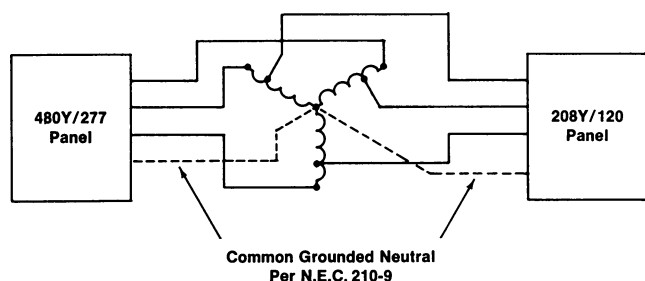 480Y/277
Panel
208Y/120
Panel
Common Grounded Neutral
Per N.E.C. 210-9